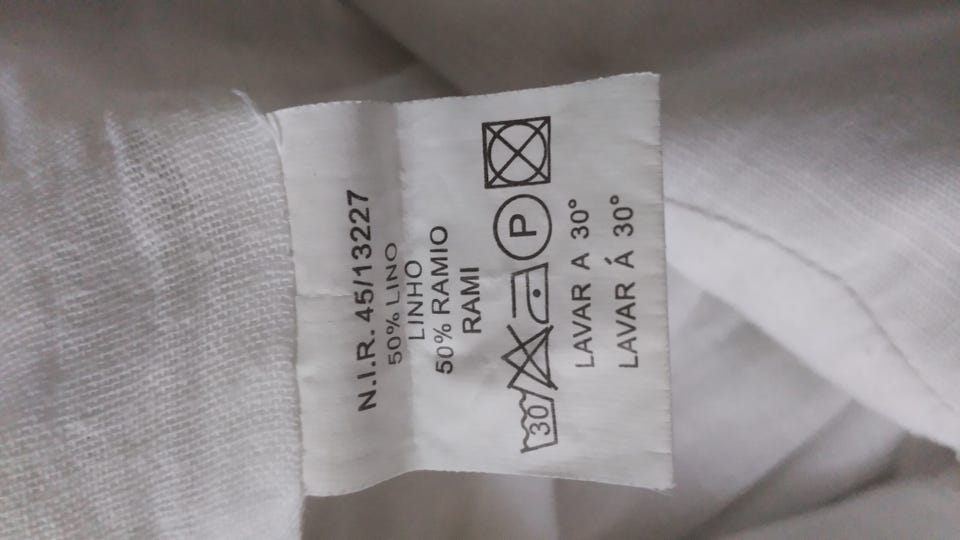 N.I.R. 45/13227
50% LINO
LINHO
50% RAMIO
RAMI
30 P
LAVAR A 30°
LAVAR Á 30°